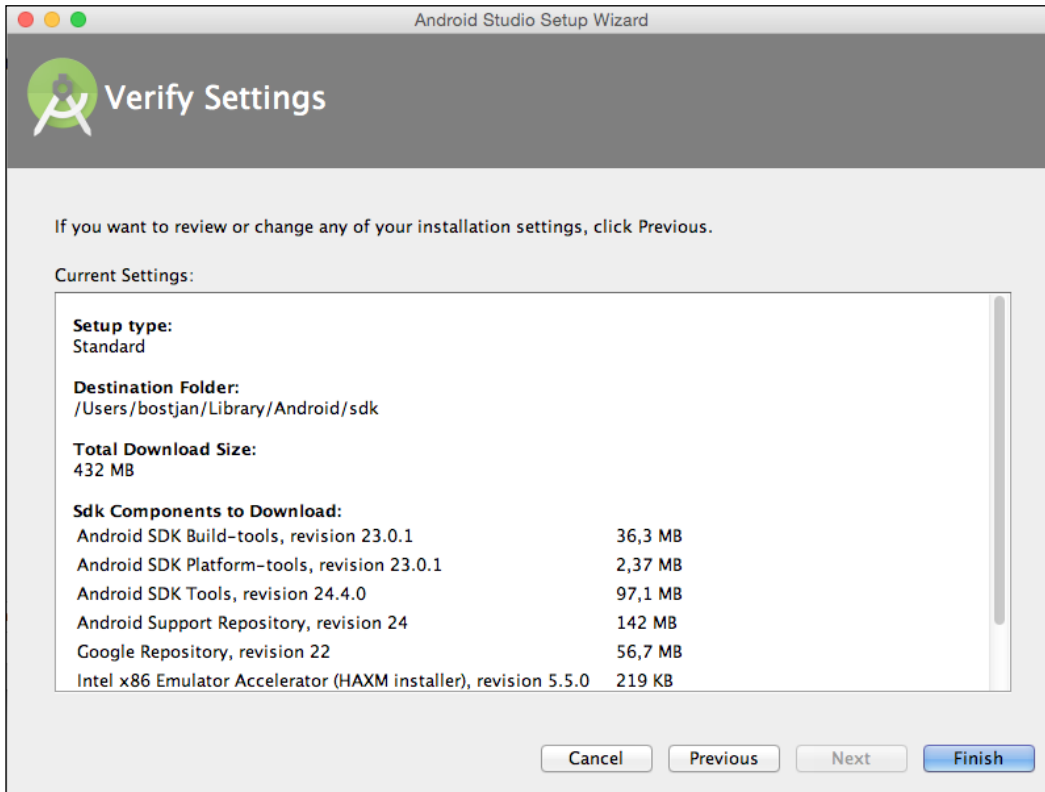 Android Studio Setup Wizard
Verify Settings
If you want to review or change any of your installation settings, click Previous.
Current Settings:
Setup type:
Standard
Destination Folder:
/Users/bostjan/Library/Android/sdk
Total Download Size:
432 MB
Sdk Components to Download:
Android SDK Build-tools, revision 23.0.1 36,3 MB
Android SDK Platform-tools, revision 23.0.1 2,37 MB
Android SDK Tools, revision 24.4.0 97,1 MB
Android Support Repository, revision 24 142 MB
Google Repository, revision 22 56,7 MB
Intel x86 Emulator Accelerator (HAXM installer), revision 5.5.0 219 KB
Cancel Previous Next Finish